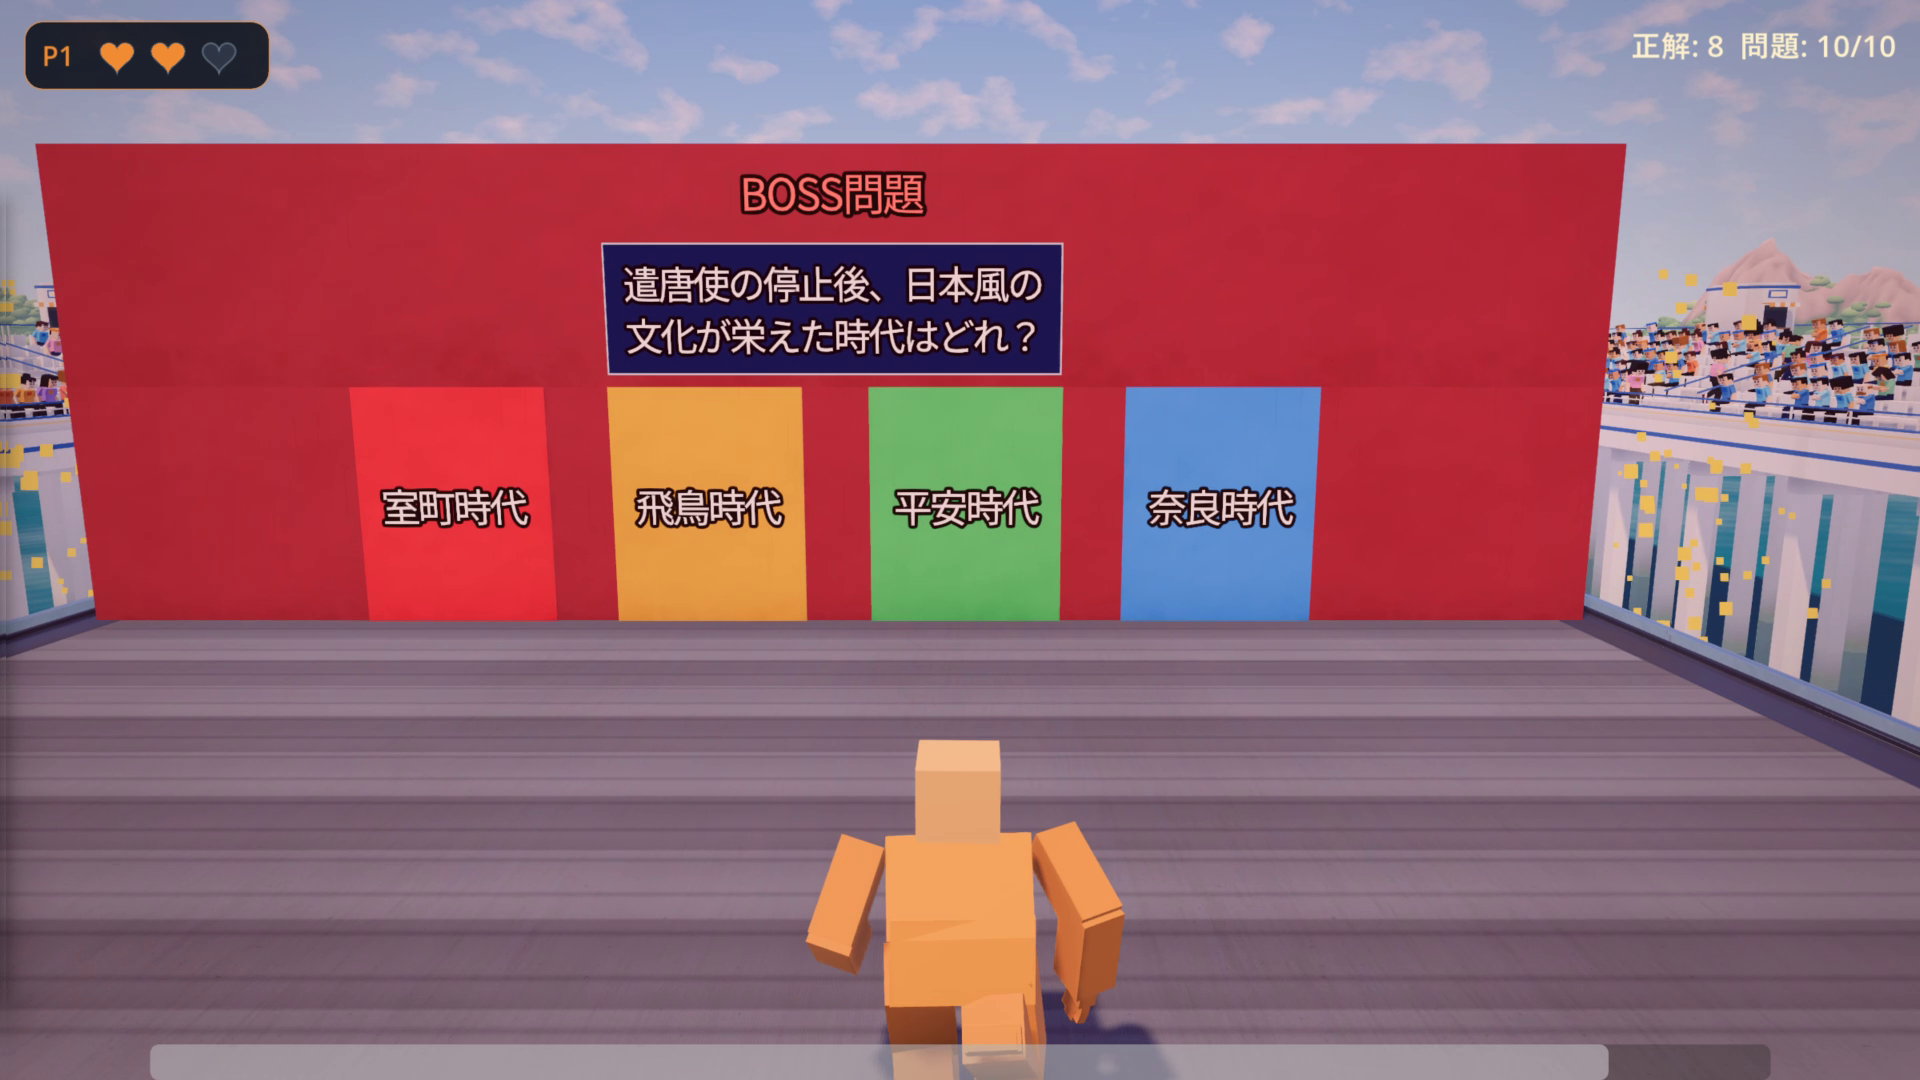 P1
正解: 8 問題: 10/10
BOSS問題
遣唐使の停止後、日本風の
文化が栄えた時代はどれ？
室町時代
飛鳥時代
平安時代
奈良時代